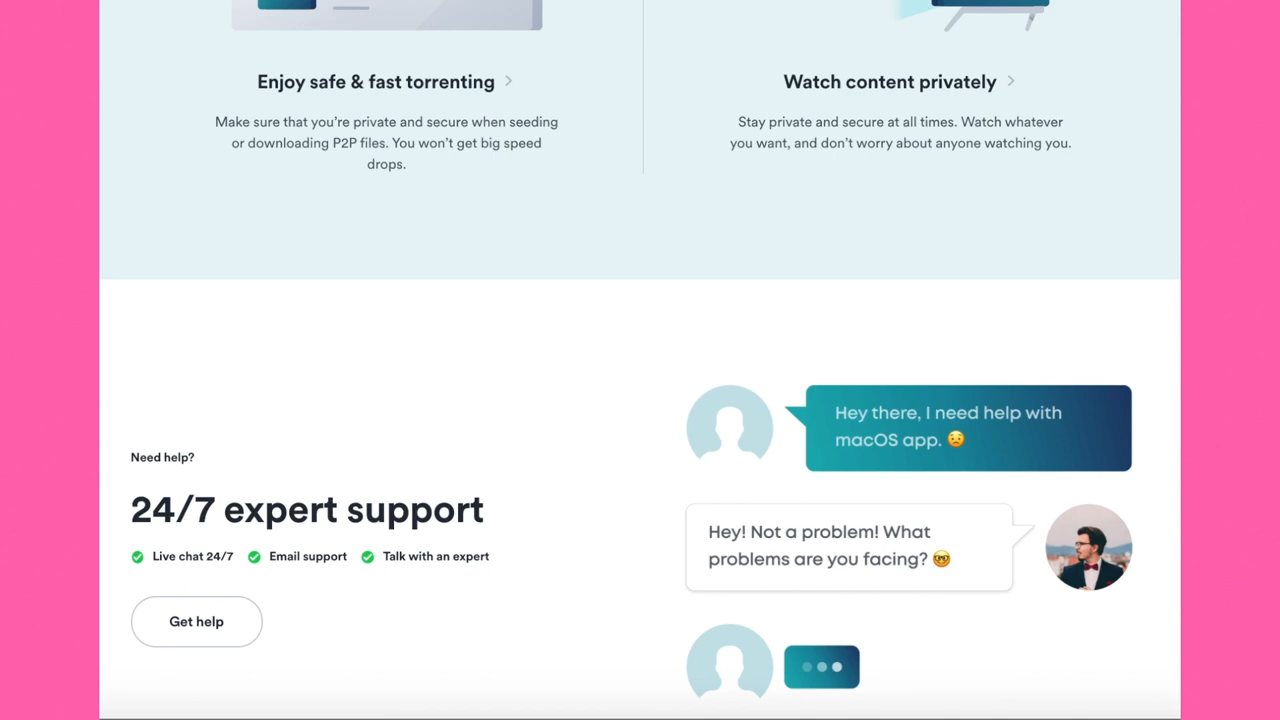 Enjoy safe & fast torrenting
Make sure that you’re private and secure when seeding
or downloading P2P files. You won’t get big speed
drops.
Watch content privately
Stay private and secure at all times. Watch whatever
you want, and don’t worry about anyone watching you.
Need help?
24/7 expert support
Live chat 24/7
Email support
Talk with an expert
Get help
Hey there, I need help with
macOS app. 😟
Hey! Not a problem! What
problems are you facing? 🤓